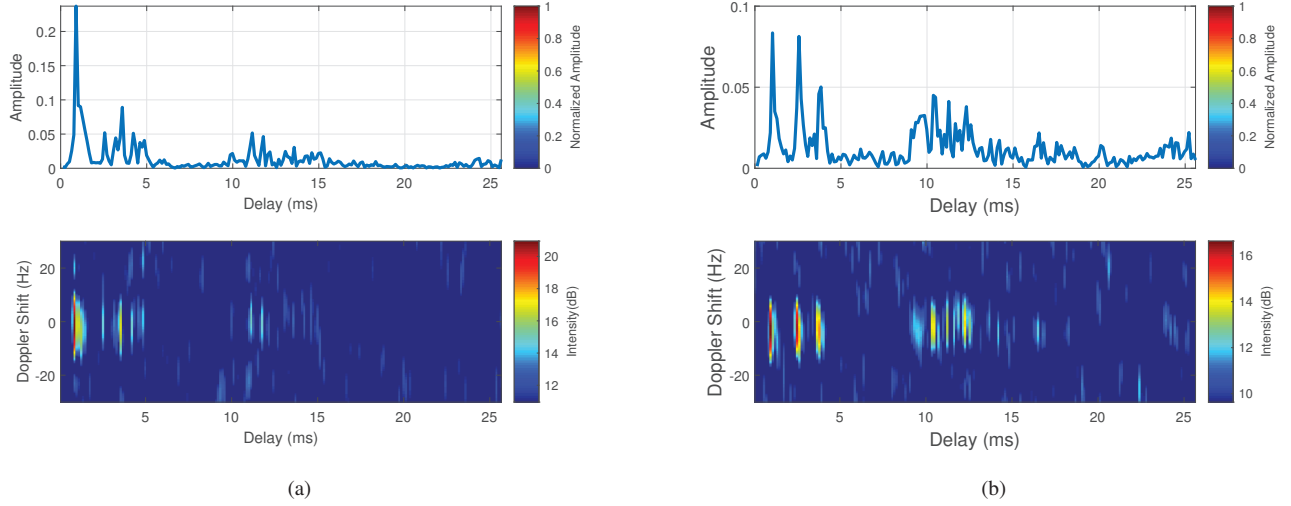 0.2
0.15
0.1
0.05
0
Amplitude
0 5 10 15 20 25
Delay (ms)
1
0.8
0.6
0.4
0.2
0
Normalized Amplitude
20
0
-20
Doppler Shift (Hz)
5 10 15 20 25
Delay (ms)
20
18
16
14
12
Intensity(dB)
(a)
0.1
0.05
0
Amplitude
0 5 10 15 20 25
Delay (ms)
1
0.8
0.6
0.4
0.2
0
Normalized Amplitude
20
0
-20
Doppler Shift (Hz)
5 10 15 20 25
Delay (ms)
16
14
12
10
Intensity(dB)
(b)